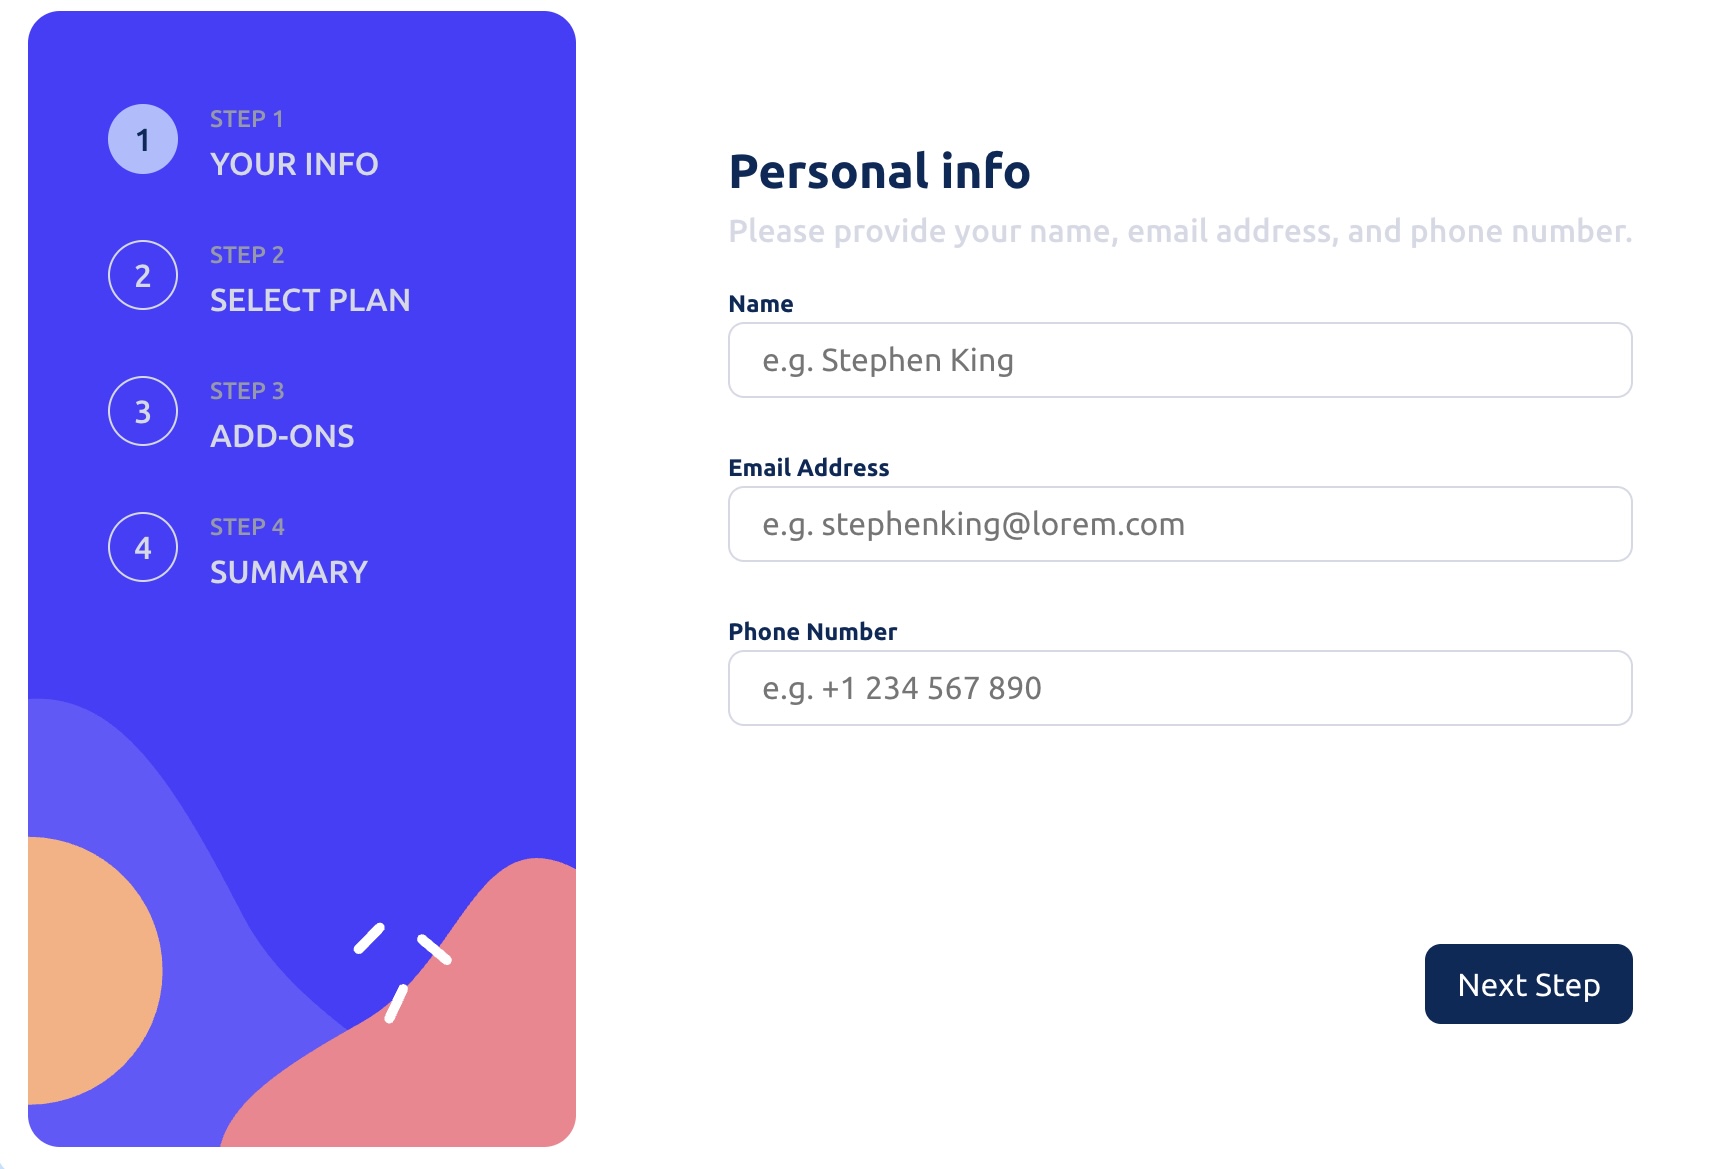 1
STEP 1
YOUR INFO
2
STEP 2
SELECT PLAN
3
STEP 3
ADD-ONS
4
STEP 4
SUMMARY
Personal info
Please provide your name, email address, and phone number.
Name
e.g. Stephen King
Email Address
e.g. stephenking@lorem.com
Phone Number
e.g. +1 234 567 890
Next Step